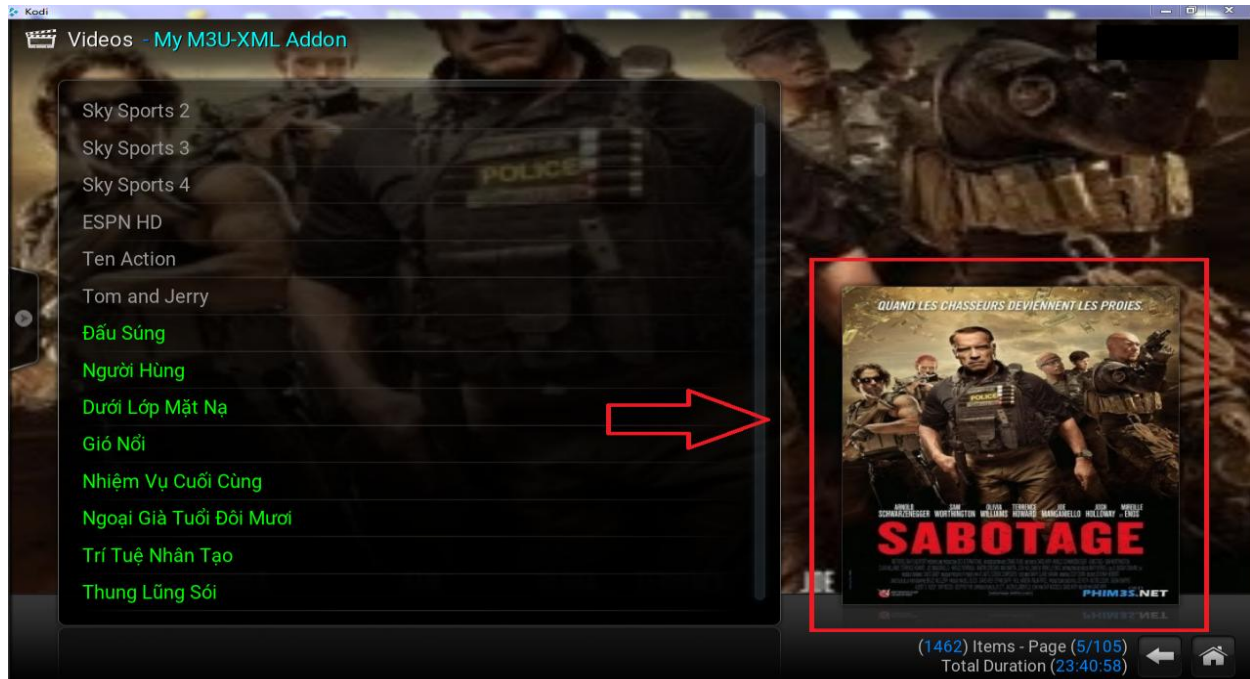 Kodi
Videos - My M3U-XML Addon
Sky Sports 2
Sky Sports 3
Sky Sports 4
ESPN HD
Ten Action
Tom and Jerry
Đấu Súng
Người Hùng
Dưới Lớp Mặt Nạ
Gió Nổi
Nhiệm Vụ Cuối Cùng
Ngoại Già Tuổi Đôi Mươi
Trí Tuệ Nhân Tạo
Thung Lũng Sói
POLICE
QUAND LES CHASSEURS DEVIENNENT LES PROIES.
POLICE
ARNOLD SCHWARZENEGGER SAM WORTHINGTON OLIVIA WILLIAMS TERRENCE HOWARD JOE MANGANIELLO JOSH HOLLOWAY MIREILLE ENOS
SABOTAGE
PHIM3S.NET
JOE
(1462) Items - Page (5/105)
Total Duration (23:40:58)